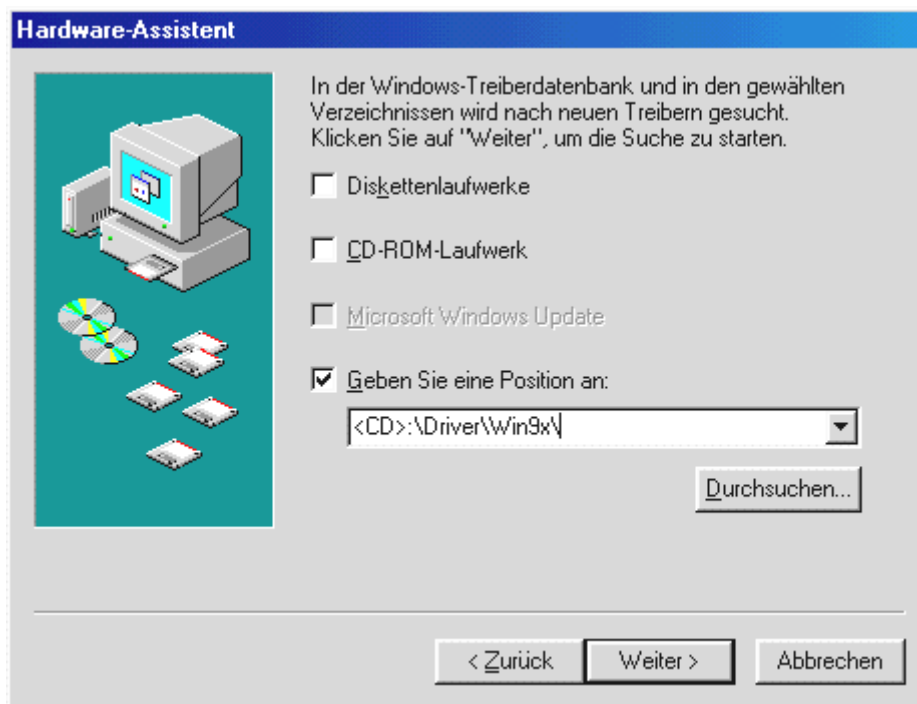 Hardware-Assistent
In der Windows-Treiberdatenbank und in den gewählten
Verzeichnissen wird nach neuen Treibern gesucht.
Klicken Sie auf "Weiter", um die Suche zu starten.
Diskettenlaufwerke
CD-ROM-Laufwerk
Microsoft Windows Update
Geben Sie eine Position an:
<CD>:\Driver\Win9x\
Durchsuchen...
< Zurück Weiter > Abbrechen